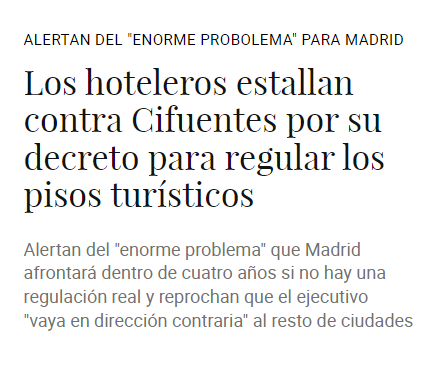 ALERTAN DEL "ENORME PROBOLEMA" PARA MADRID
Los hoteleros estallan
contra Cifuentes por su
decreto para regular los
pisos turísticos
Alertan del "enorme problema" que Madrid
afrontará dentro de cuatro años si no hay una
regulación real y reprochan que el ejecutivo
"vaya en dirección contraria" al resto de ciudades